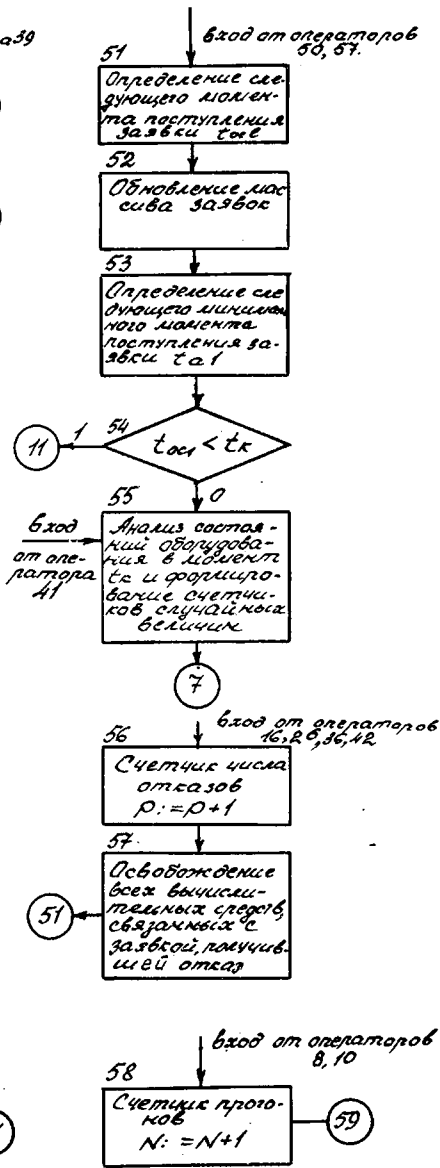 а39
вход от операторов
50, 57.
51
Определение сле-
дующего момен-
та поступления
заявки tαl
52
Обновление мас
сива заявок
53
Определение сле
дующего минималь
ного момента
поступления за-
явки tα1
54
tα1 < tк
1
11
0
55
вход
от опе-
ратора
41
Анализ состоя-
ний оборудова-
ния в момент
tк и формиро-
вание счетчи-
ков случайных
величин
7
вход от операторов
16, 26, 36, 42
56
Счетчик числа
отказов
p:=p+1
57
Освобождение
всех вычисли-
тельных средств,
связанных с
заявкой, получив-
шей отказ
51
вход от операторов
8, 10
58
Счетчик прого-
нов
N:=N+1
59